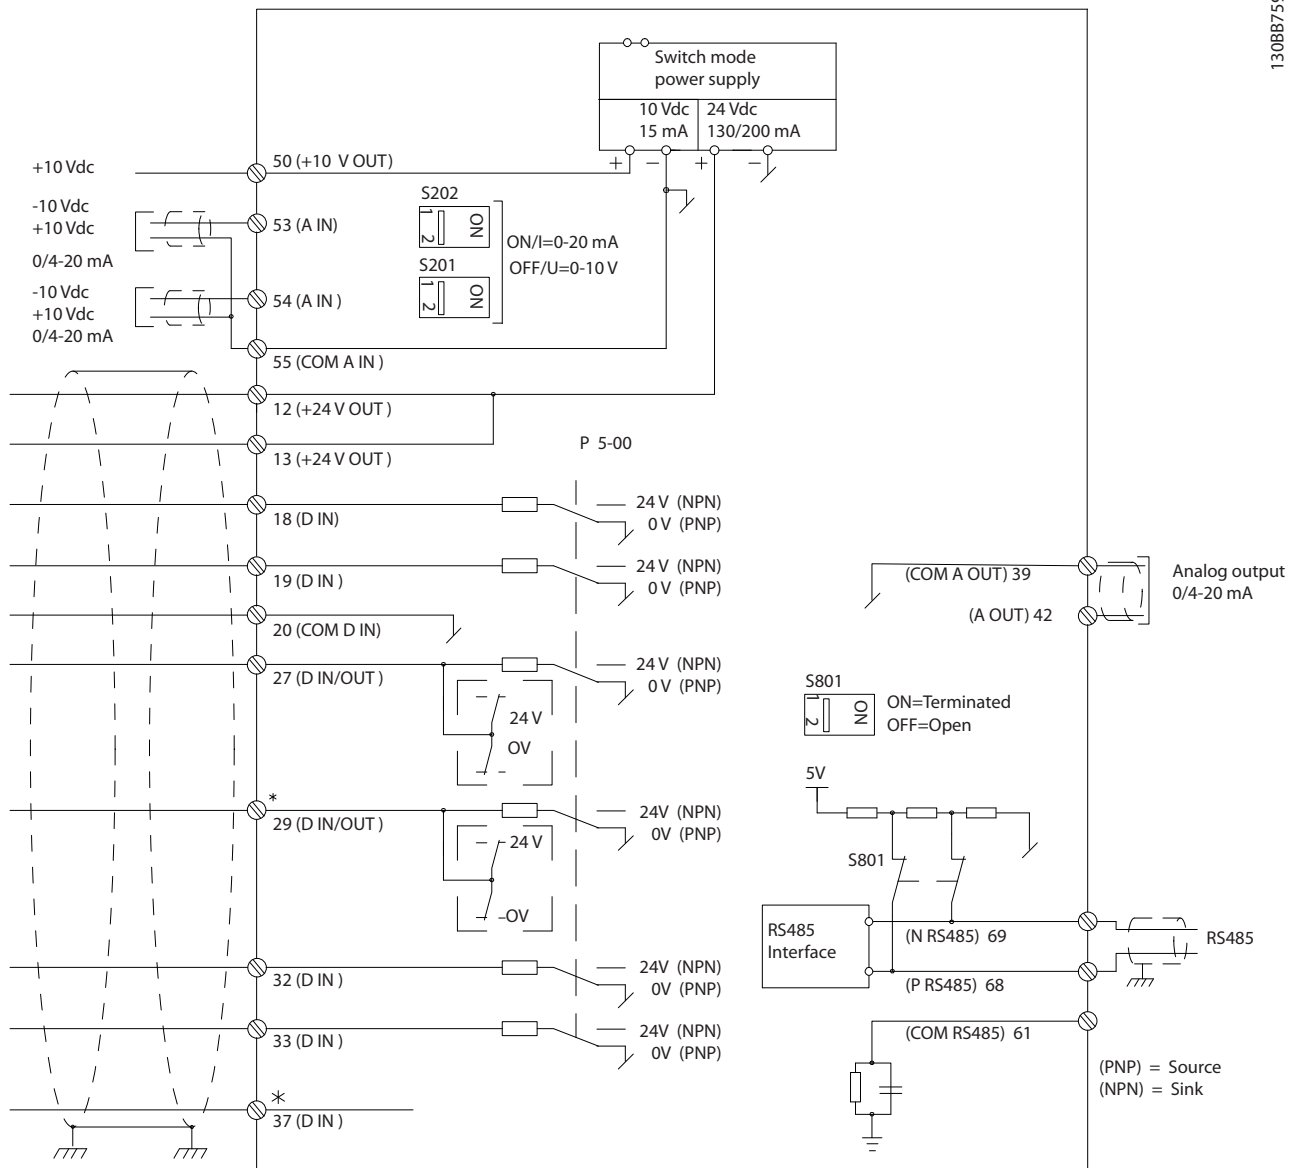 130BB759
Switch mode
power supply
10 Vdc
15 mA
24 Vdc
130/200 mA
+ − + −
+10 Vdc
50 (+10 V OUT)
-10 Vdc
+10 Vdc
0/4-20 mA
53 (A IN)
S202
1
2
ON
ON/I=0-20 mA
OFF/U=0-10 V
S201
1
2
ON
-10 Vdc
+10 Vdc
0/4-20 mA
54 (A IN )
55 (COM A IN )
12 (+24 V OUT )
13 (+24 V OUT )
P 5-00
18 (D IN)
24 V (NPN)
0 V (PNP)
19 (D IN )
24 V (NPN)
0 V (PNP)
20 (COM D IN)
27 (D IN/OUT )
24 V (NPN)
0 V (PNP)
24 V
OV
*
29 (D IN/OUT )
24V (NPN)
0V (PNP)
24 V
OV
32 (D IN )
24V (NPN)
0V (PNP)
33 (D IN )
24V (NPN)
0V (PNP)
*
37 (D IN )
(COM A OUT) 39
(A OUT) 42
Analog output
0/4-20 mA
S801
1
2
ON
ON=Terminated
OFF=Open
5V
S801
RS485
Interface
(N RS485) 69
(P RS485) 68
RS485
(COM RS485) 61
(PNP) = Source
(NPN) = Sink